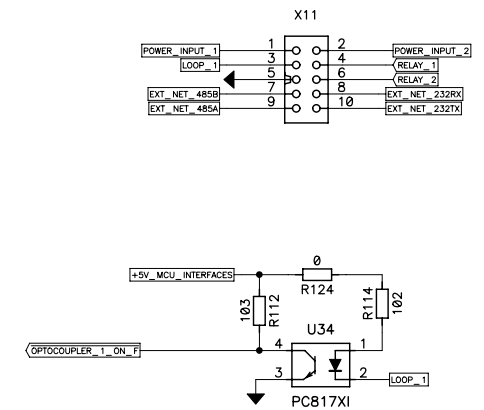 X11
POWER_INPUT_1 1 2 POWER_INPUT_2
LOOP_1 3 4 RELAY_1
5 6 RELAY_2
EXT_NET_485B 7 8 EXT_NET_232RX
EXT_NET_485A 9 10 EXT_NET_232TX
0
+5V_MCU_INTERFACES
R124
103 R112 R114 102
U34
OPTOCOUPLER_1_ON_F 4 1
3 2 LOOP_1
PC817XI